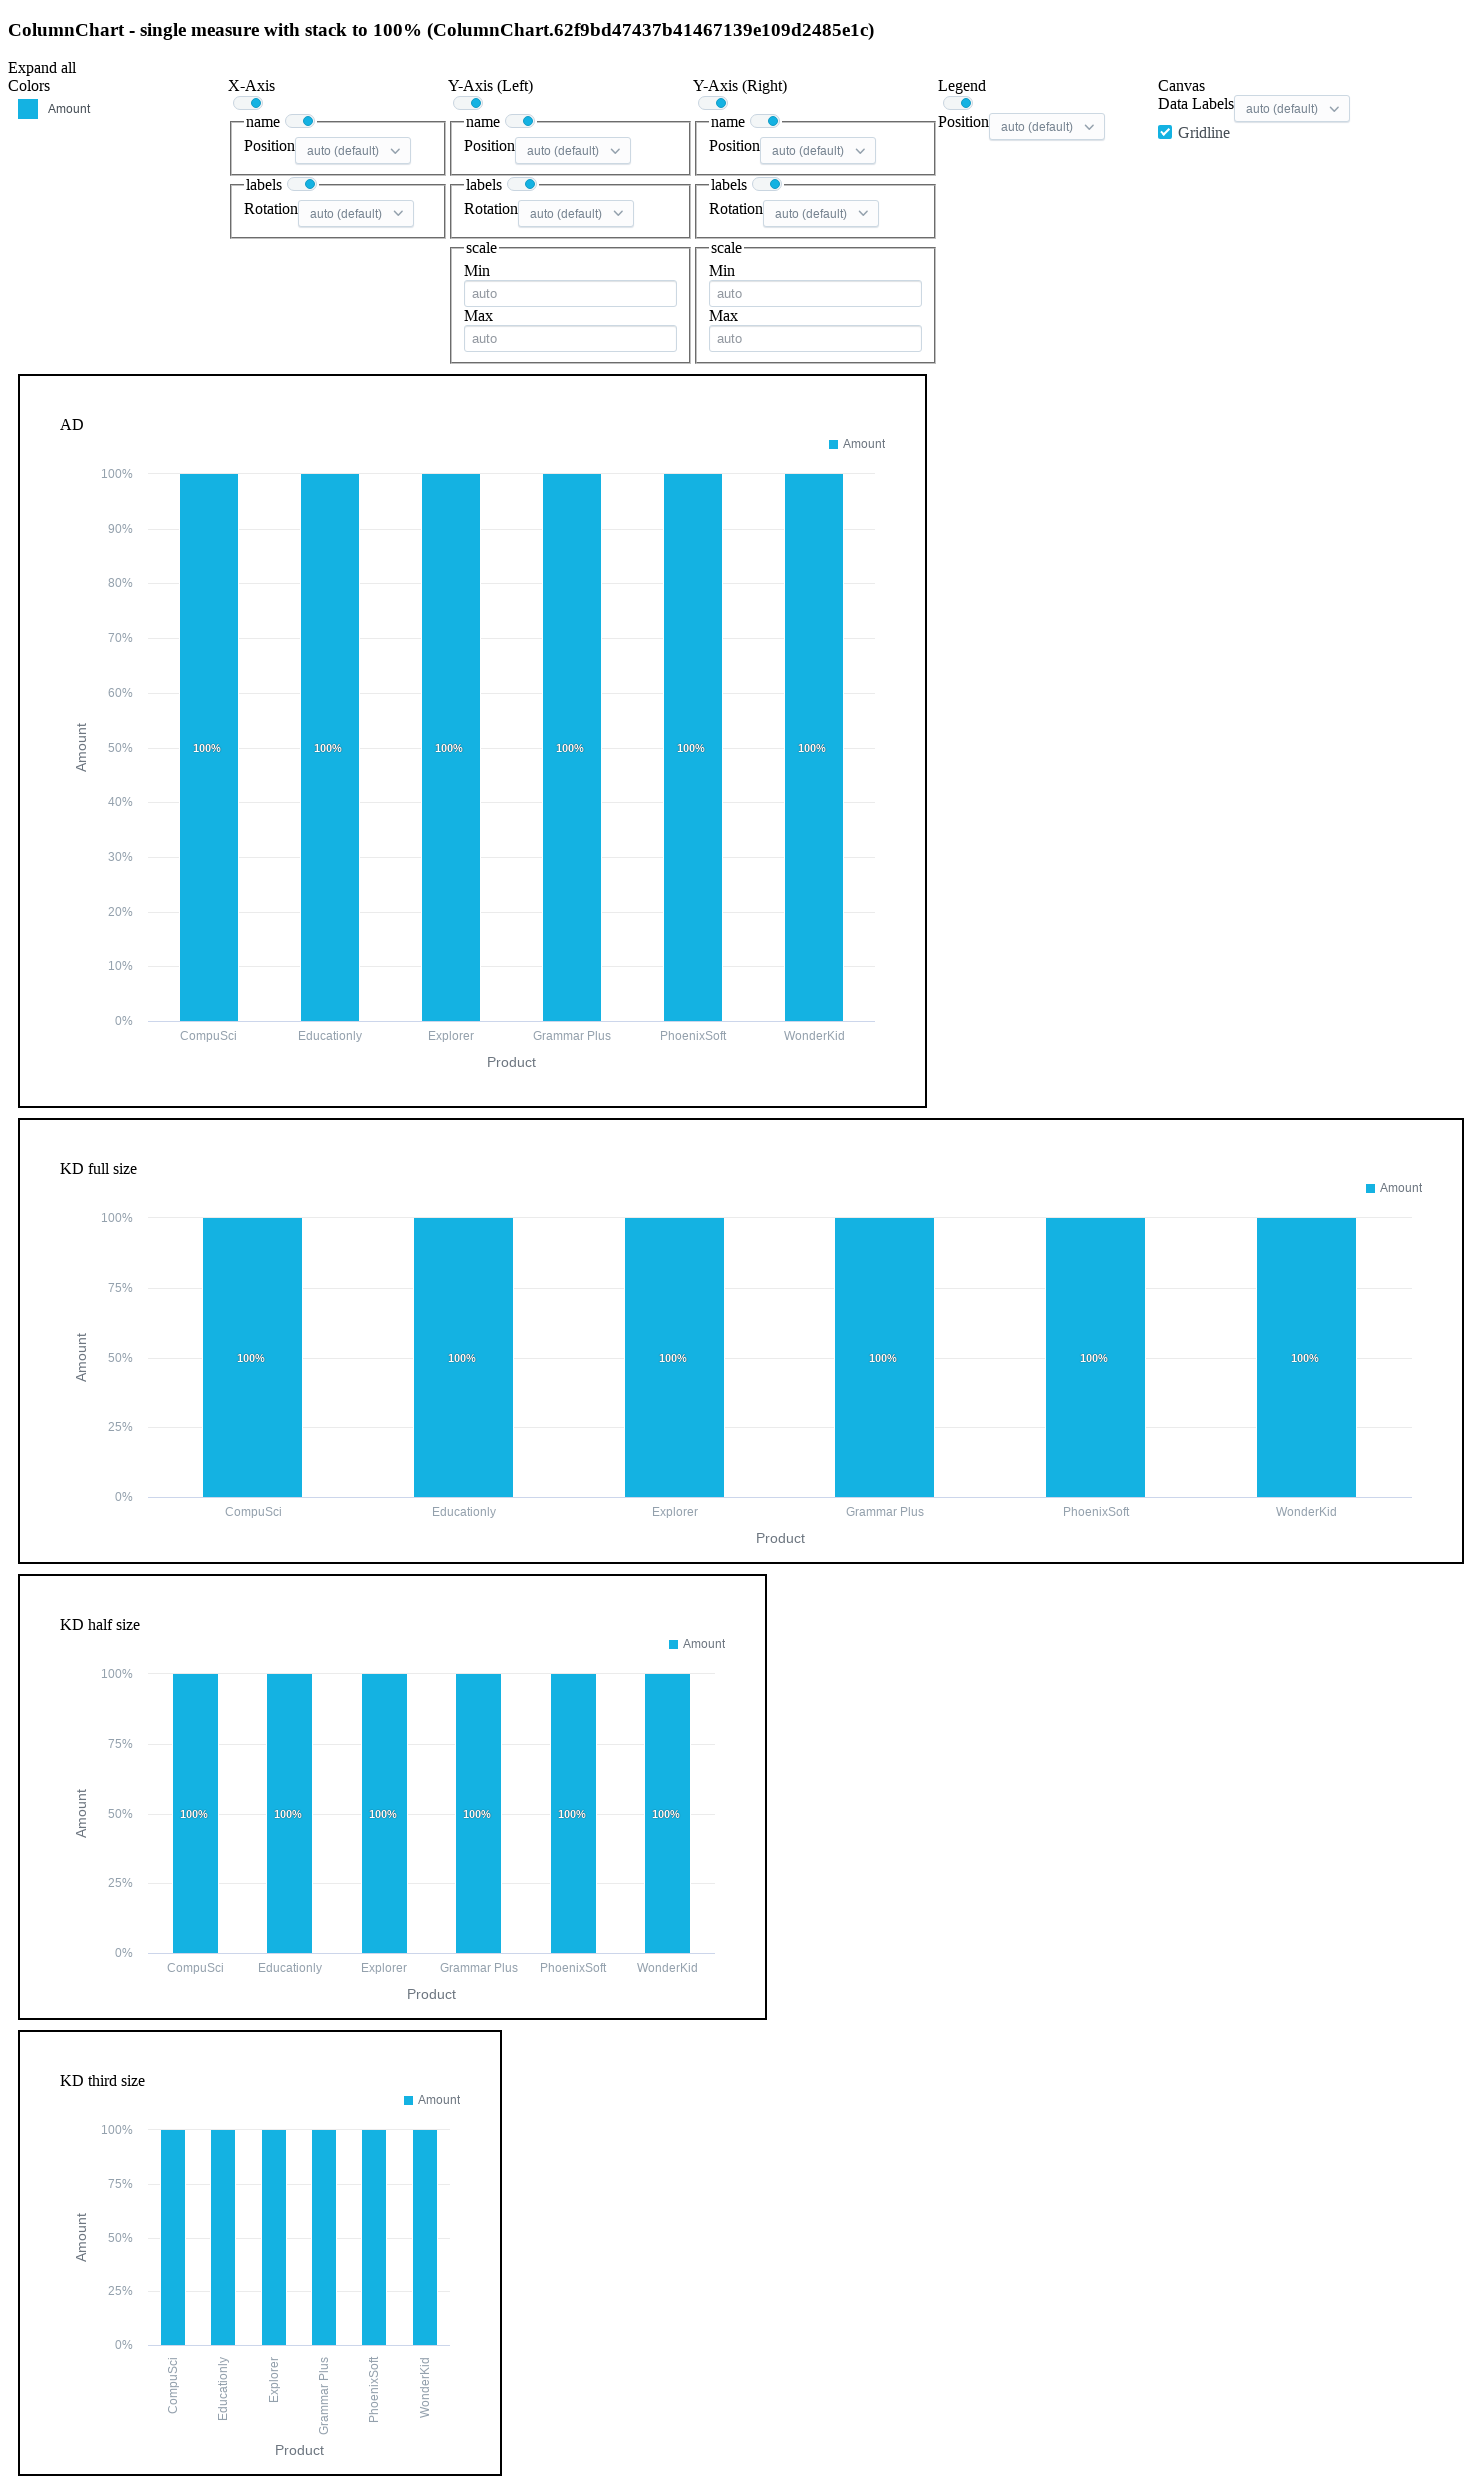 ColumnChart - single measure with stack to 100% (ColumnChart.62f9bd47437b41467139e109d2485e1c)
Expand all
Colors
Amount
X-Axis
name
Position auto (default)
labels
Rotation auto (default)
Y-Axis (Left)
name
Position auto (default)
labels
Rotation auto (default)
scale
Min
auto
Max
auto
Y-Axis (Right)
name
Position auto (default)
labels
Rotation auto (default)
scale
Min
auto
Max
auto
Legend
Position auto (default)
Canvas
Data Labels auto (default)
Gridline
AD
Amount
100%
90%
80%
70%
60%
50%
40%
30%
20%
10%
0%
Amount
100% 100% 100% 100% 100% 100%
CompuSci Educationly Explorer Grammar Plus PhoenixSoft WonderKid
Product
KD full size
Amount
100%
75%
50%
25%
0%
Amount
100% 100% 100% 100% 100% 100%
CompuSci Educationly Explorer Grammar Plus PhoenixSoft WonderKid
Product
KD half size
Amount
100%
75%
50%
25%
0%
Amount
100% 100% 100% 100% 100% 100%
CompuSci Educationly Explorer Grammar Plus PhoenixSoft WonderKid
Product
KD third size
Amount
100%
75%
50%
25%
0%
Amount
CompuSci Educationly Explorer Grammar Plus PhoenixSoft WonderKid
Product